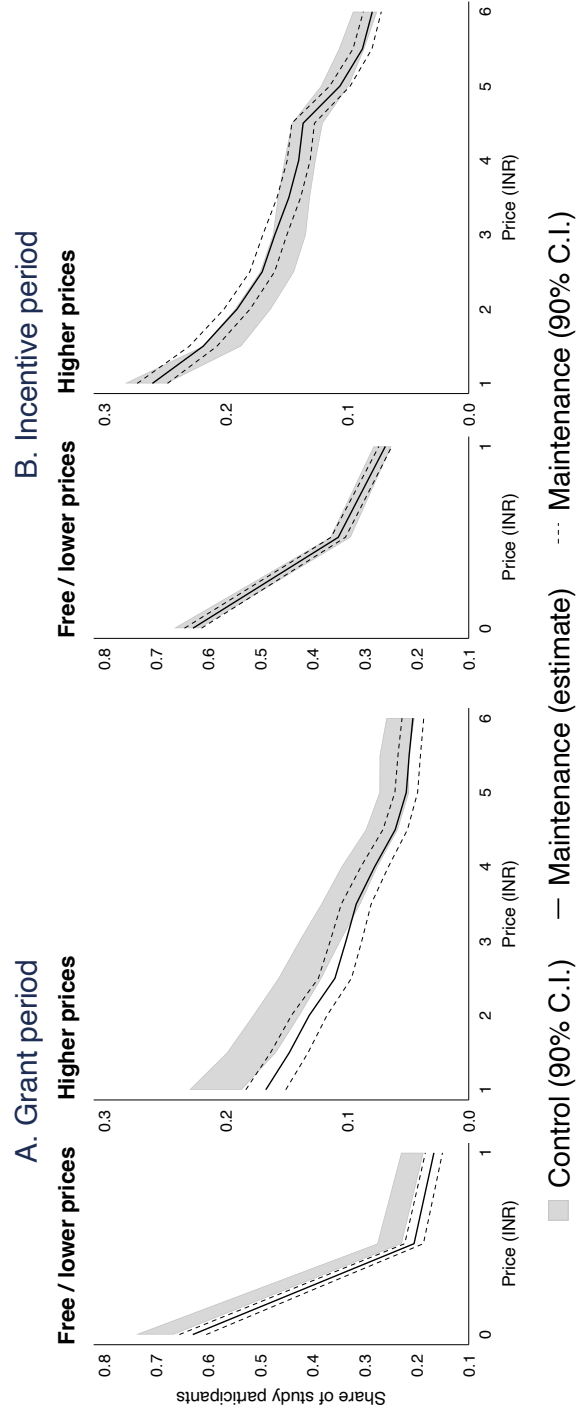 A. Grant period
Free / lower prices
Share of study participants
0.8
0.7
0.6
0.5
0.4
0.3
0.2
0.1
0
1
Price (INR)
Higher prices
0.3
0.2
0.1
0.0
1
2
3
4
5
6
Price (INR)
B. Incentive period
Free / lower prices
0.8
0.7
0.6
0.5
0.4
0.3
0.2
0.1
0
1
Price (INR)
Higher prices
0.3
0.2
0.1
0.0
1
2
3
4
5
6
Price (INR)
Control (90% C.I.)
Maintenance (estimate)
Maintenance (90% C.I.)